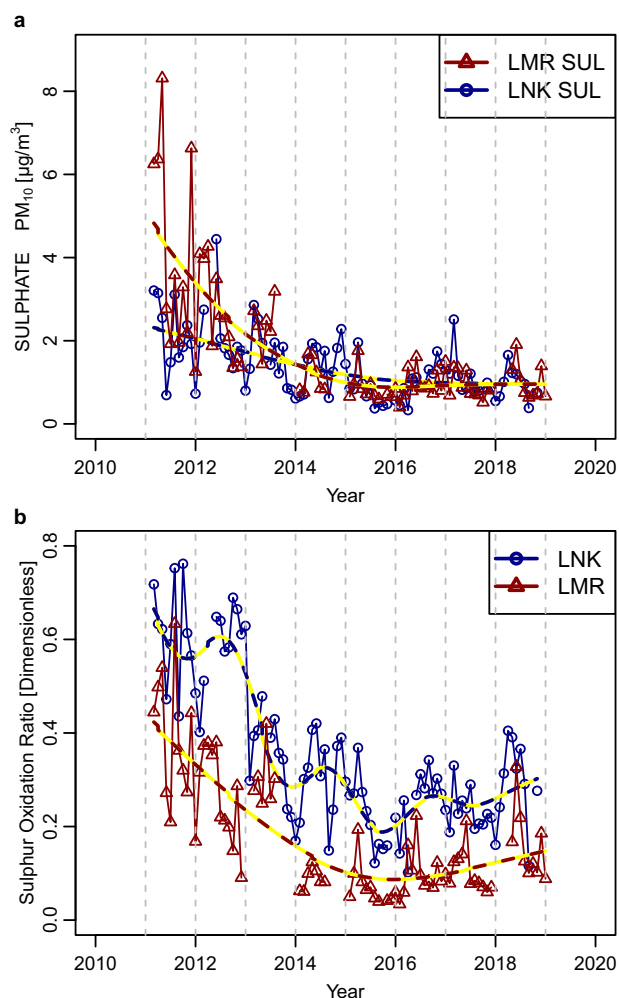 a
LMR SUL
LNK SUL
SULPHATE PM₁₀ [µg/m³]
8
6
4
2
0
2010 2012 2014 2016 2018 2020
Year
b
LNK
LMR
Sulphur Oxidation Ratio [Dimensionless]
0.8
0.6
0.4
0.2
0.0
2010 2012 2014 2016 2018 2020
Year